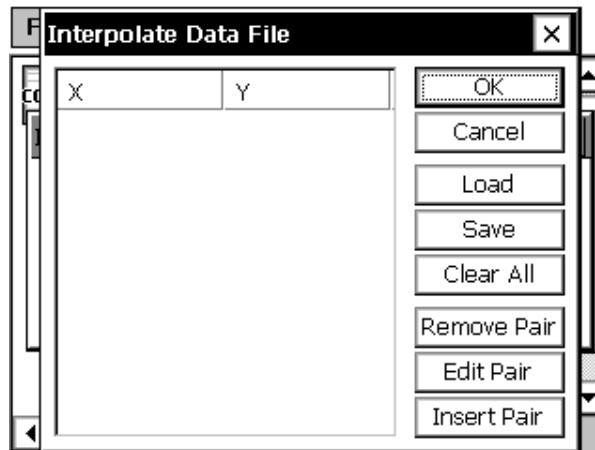 Interpolate Data File
X Y
OK
Cancel
Load
Save
Clear All
Remove Pair
Edit Pair
Insert Pair